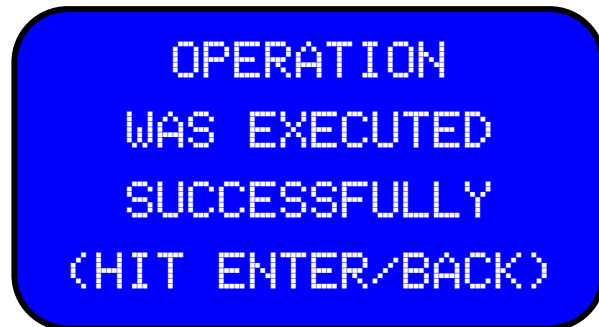 OPERATION
WAS EXECUTED
SUCCESSFULLY
(HIT ENTER/BACK)